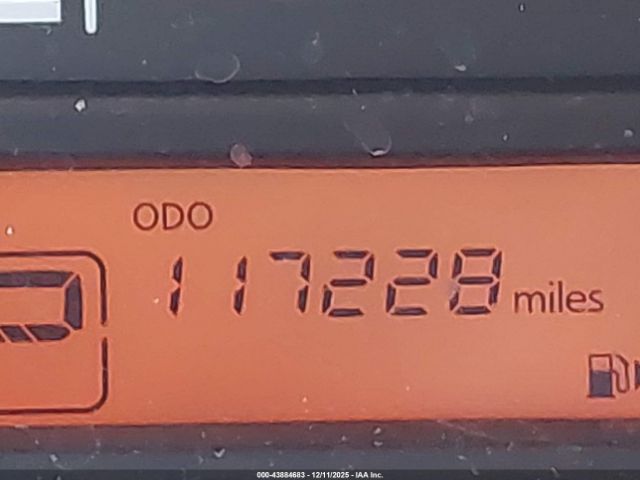 ODO
117228 miles
000-43884683 - 12/11/2025 - IAA Inc.